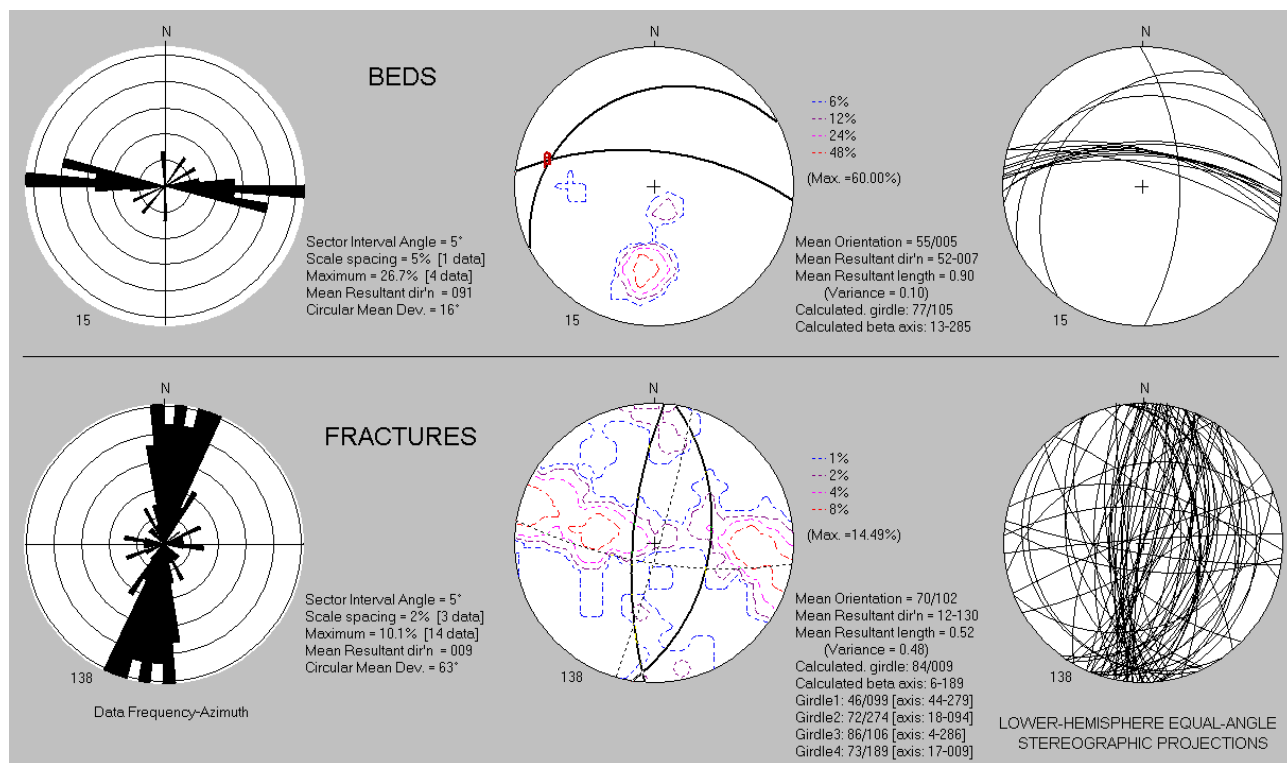 N
N
N
BEDS
6%
12%
24%
48%
(Max. =60.00%)
Sector Interval Angle = 5°
Scale spacing = 5% [1 data]
Maximum = 26.7% [4 data]
Mean Resultant dir'n = 091
Circular Mean Dev. = 16°
15
15
Mean Orientation = 55/005
Mean Resultant dir'n = 52-007
Mean Resultant length = 0.90
(Variance = 0.10)
Calculated. girdle: 77/105
Calculated beta axis: 13-285
15
N
N
N
FRACTURES
1%
2%
4%
8%
(Max. =14.49%)
Sector Interval Angle = 5°
Scale spacing = 2% [3 data]
Maximum = 10.1% [14 data]
Mean Resultant dir'n = 009
Circular Mean Dev. = 63°
138
Data Frequency-Azimuth
138
Mean Orientation = 70/102
Mean Resultant dir'n = 12-130
Mean Resultant length = 0.52
(Variance = 0.48)
Calculated. girdle: 84/009
Calculated beta axis: 6-189
Girdle1: 46/099 [axis: 44-279]
Girdle2: 72/274 [axis: 18-094]
Girdle3: 86/106 [axis: 4-286]
Girdle4: 73/189 [axis: 17-009]
138
LOWER-HEMISPHERE EQUAL-ANGLE
STEREOGRAPHIC PROJECTIONS